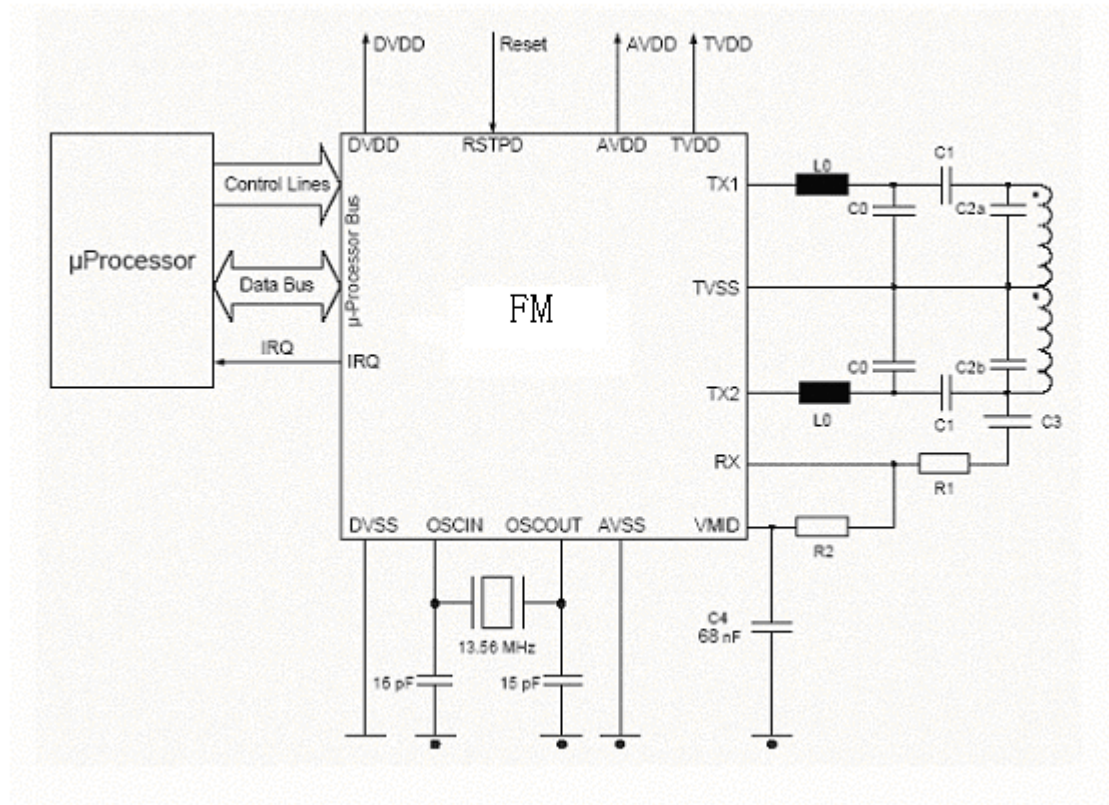 DVDD
Reset
AVDD
TVDD
DVDD
RSTPD
AVDD
TVDD
Control Lines
µ-Processor Bus
µProcessor
Data Bus
IRQ
IRQ
FM
TX1
TVSS
TX2
RX
VMID
L0
C1
C0
C2a
C0
C2b
L0
C1
C3
R1
R2
DVSS
OSCIN
OSCOUT
AVSS
13.56 MHz
16 pF
15 pF
C4
68 nF